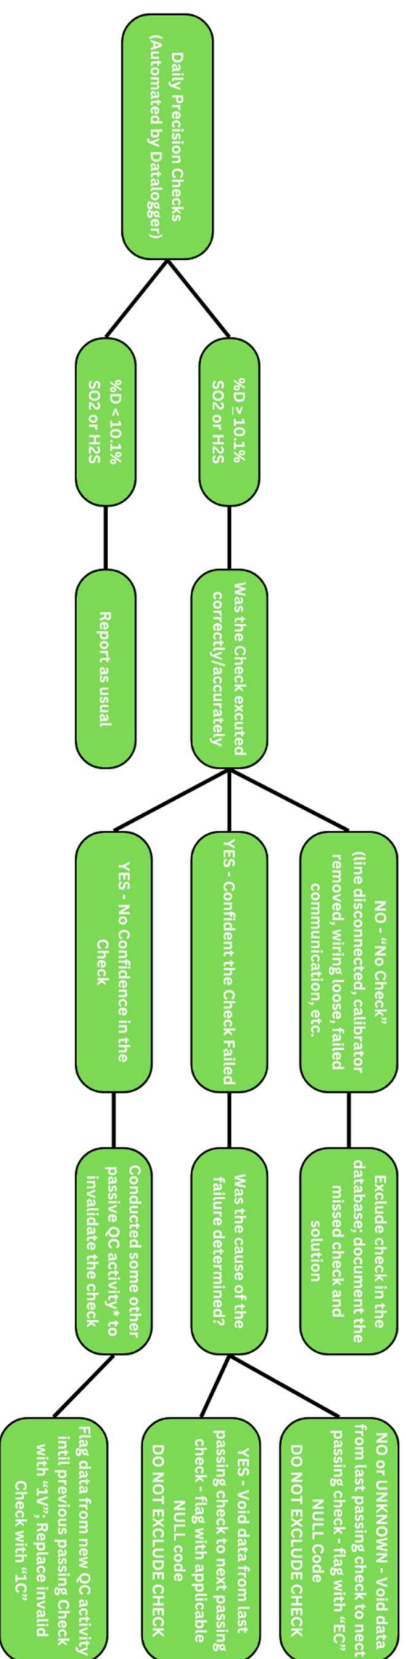 Daily Precision Checks
(Automated by Datalogger)
%D ≥ 10.1%
SO2 or H2S
%D < 10.1%
SO2 or H2S
Was the Check excuted
correctly/accurately
Report as usual
NO - “No Check”
(line disconnected, calibrator
removed, wiring loose, failed
communication, etc.
YES - Confident the Check Failed
YES - No Confidence in the
Check
Exclude check in the
database; document the
missed check and
solution
Was the cause of the
failure determined?
Conducted some other
passive QC activity* to
invalidate the check
NO or UNKNOWN - Void data
from last passing check to nect
passing check - flag with “EC”
NULL Code
DO NOT EXCLUDE CHECK
YES - Void data from last
passing check to next passing
check - flag with applicable
NULL code
DO NOT EXCLUDE CHECK
Flag data from new QC activity
intil previous passing Check
with “1V”; Replace invalid
Check with “1C”